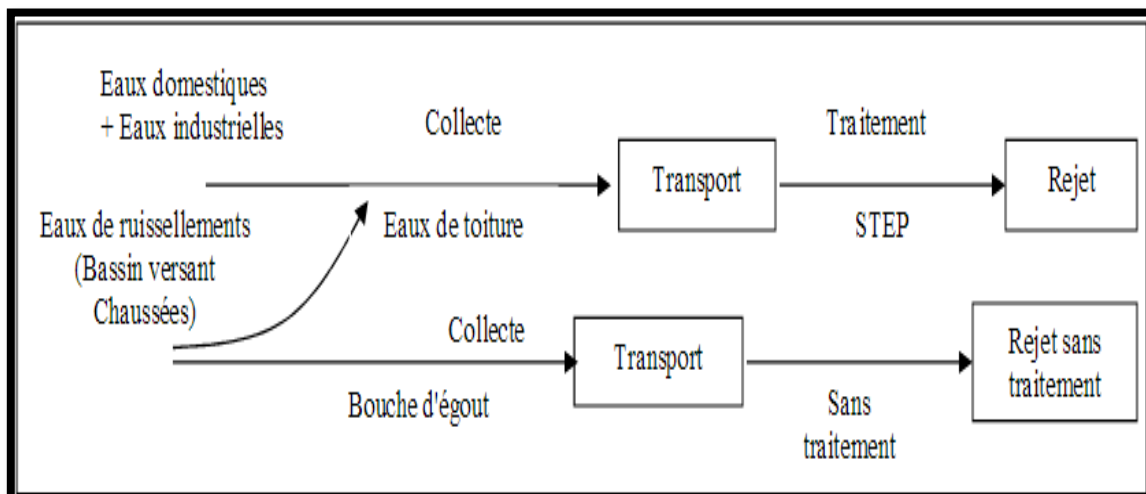 Eaux domestiques
+ Eaux industrielles
Collecte
Traitement
Transport
Rejet
Eaux de ruissellements
(Bassin versant
Chaussées)
Eaux de toiture
STEP
Collecte
Transport
Rejet sans
traitement
Bouche d'égout
Sans
traitement